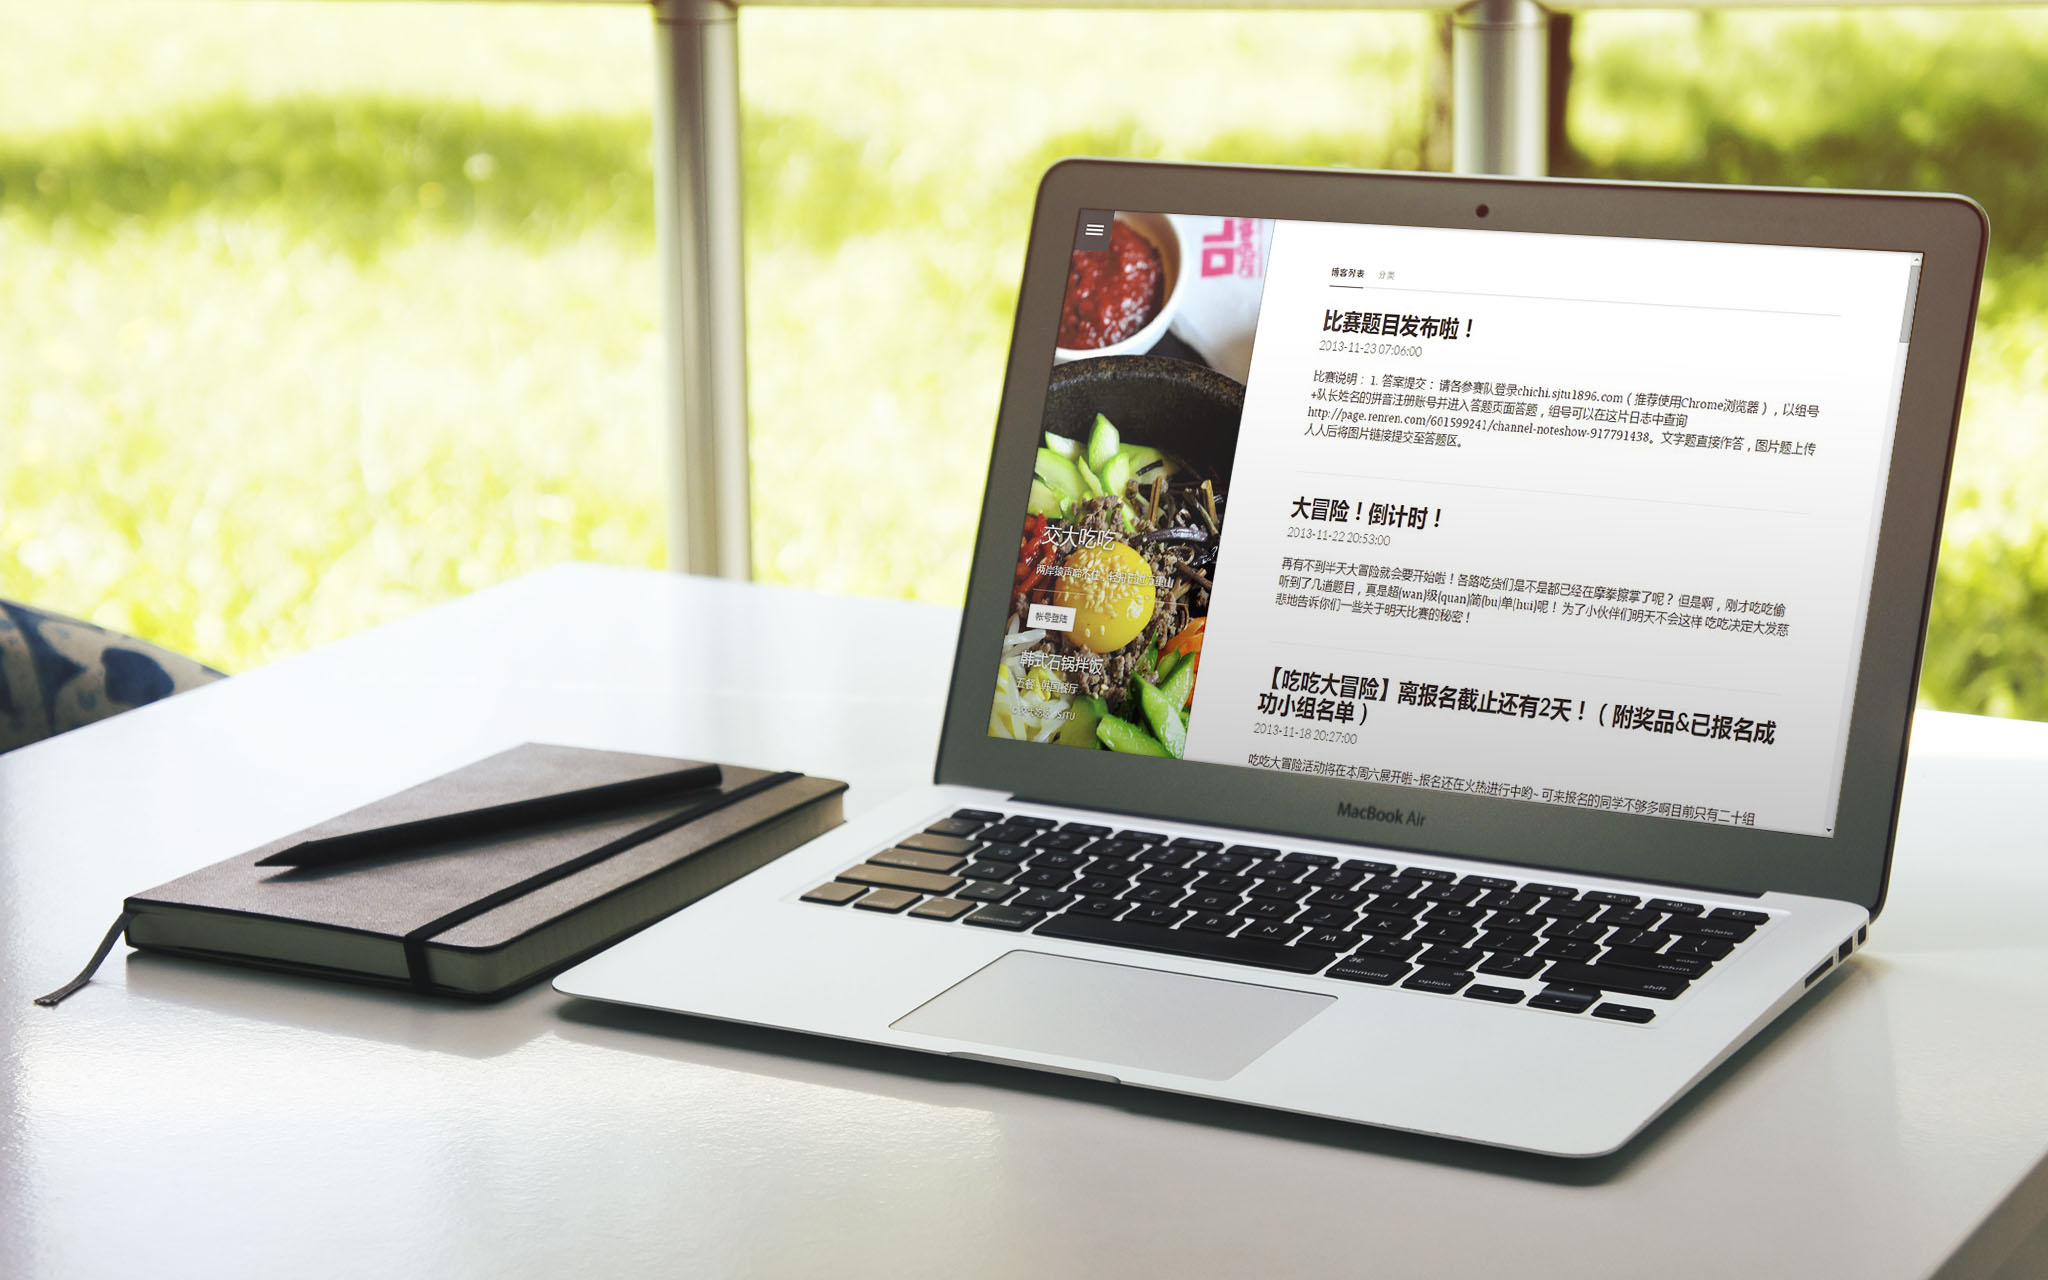 博客列表 分类
比赛题目发布啦！
2013-11-23 07:06:00
比赛说明： 1. 答案提交： 请各参赛队登录chichi.sjtu1896.com（推荐使用Chrome浏览器），以组号
+队长姓名的拼音注册账号并进入答题页面答题，组号可以在这片日志中查询
http://page.renren.com/601599241/channel-noteshow-917791438。文字题直接作答，图片题上传
人人后将图片链接提交至答题区。
大冒险！倒计时！
2013-11-22 20:53:00
再有不到半天大冒险就会要开始啦！各路吃货们是不是都已经在摩拳擦掌了呢？ 但是啊，刚才吃吃偷
听到了几道题目，真是超(wan)级(quan)简(bu)单(hui)呢！ 为了小伙伴们明天不会这样 吃吃决定大发慈
悲地告诉你们一些关于明天比赛的秘密！
【吃吃大冒险】离报名截止还有2天！（附奖品&已报名成
功小组名单）
2013-11-18 20:27:00
吃吃大冒险活动将在本周六展开啦~报名还在火热进行中哟~ 可来报名的同学不够多啊目前只有二十组
交大吃吃
两岸猿声啼不住，轻舟已过万重山
帐号登陆
韩式石锅拌饭
五餐 - 韩国餐厅
MacBook Air
delete
enter
return
shift
command
option
command